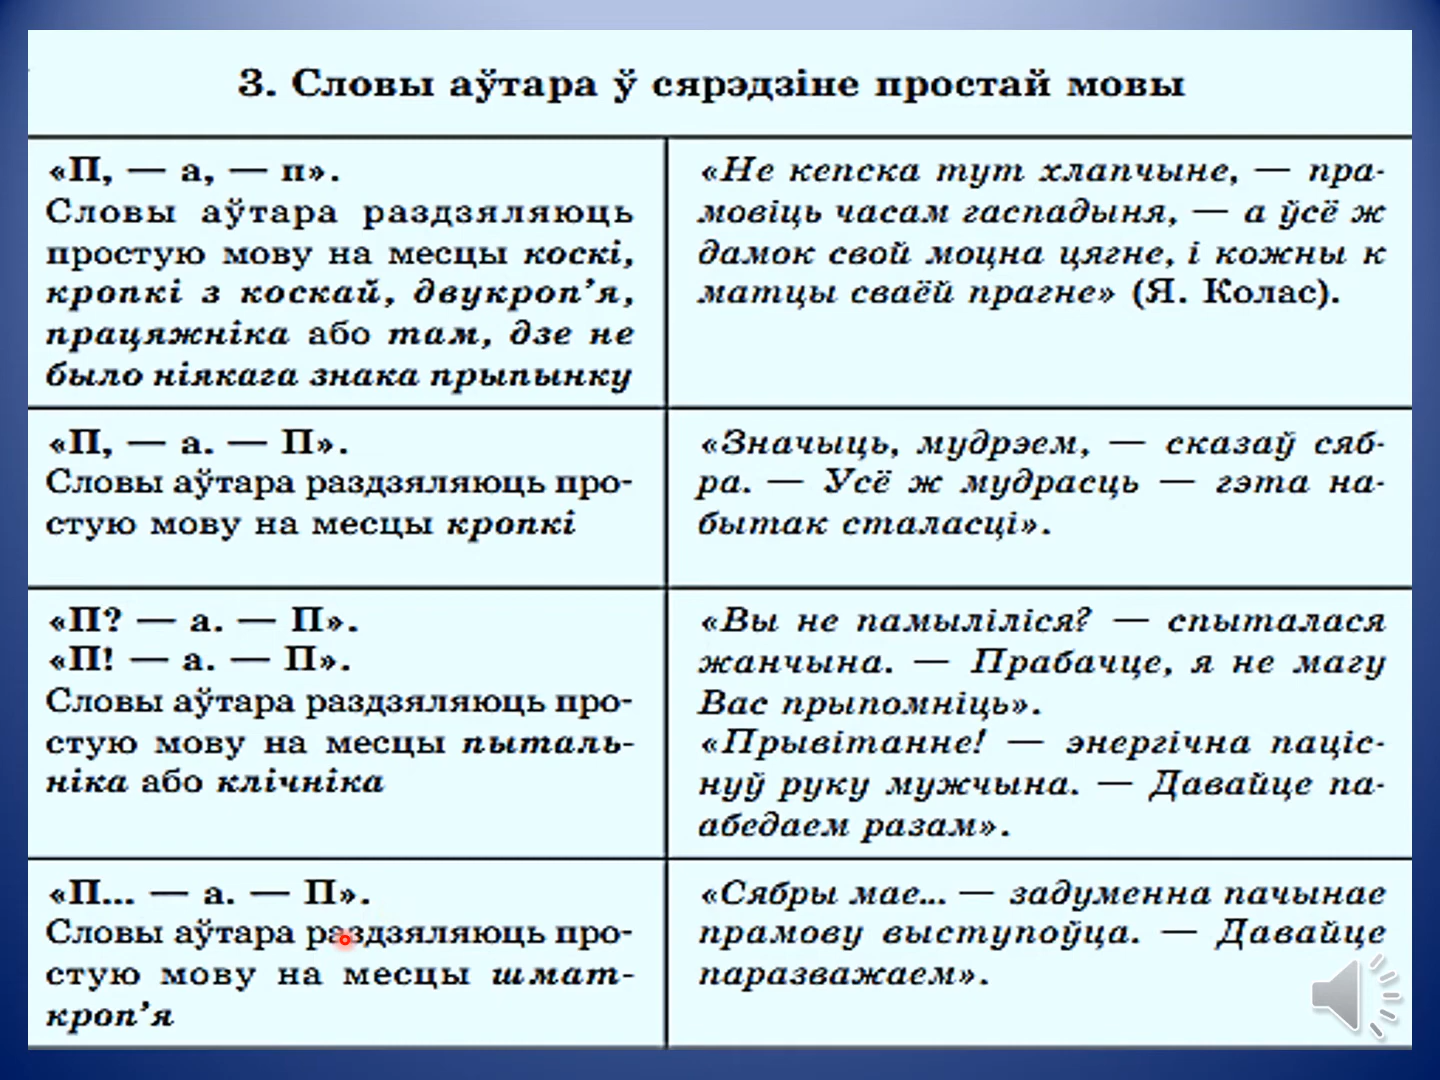 3. Словы аўтара ў сярэдзіне простай мовы
«П, — а, — п».
Словы аўтара раздзяляюць
простую мову на месцы коскі,
кропкі з коскай, двукроп’я,
працяжніка або там, дзе не
было ніякага знака прыпынку
«Не кепска тут хлапчыне, — пра-
мовіць часам гаспадыня, — а ўсё ж
дамок свой моцна цягне, і кожны к
матцы сваёй прагне» (Я. Колас).
«П, — а. — П».
Словы аўтара раздзяляюць про-
стую мову на месцы кропкі
«Значыць, мудрэем, — сказаў сяб-
ра. — Усё ж мудрасць — гэта на-
бытак сталасці».
«П? — а. — П».
«П! — а. — П».
Словы аўтара раздзяляюць про-
стую мову на месцы пыталь-
ніка або клічніка
«Вы не памыліліся? — спыталася
жанчына. — Прабачце, я не магу
Вас прыпомніць».
«Прывітанне! — энергічна паціс-
нуў руку мужчына. — Давайце па-
абедаем разам».
«П... — а. — П».
Словы аўтара раздзяляюць про-
стую мову на месцы шмат-
кроп’я
«Сябры мае... — задуменна пачынае
прамову выступоўца. — Давайце
паразважаем».